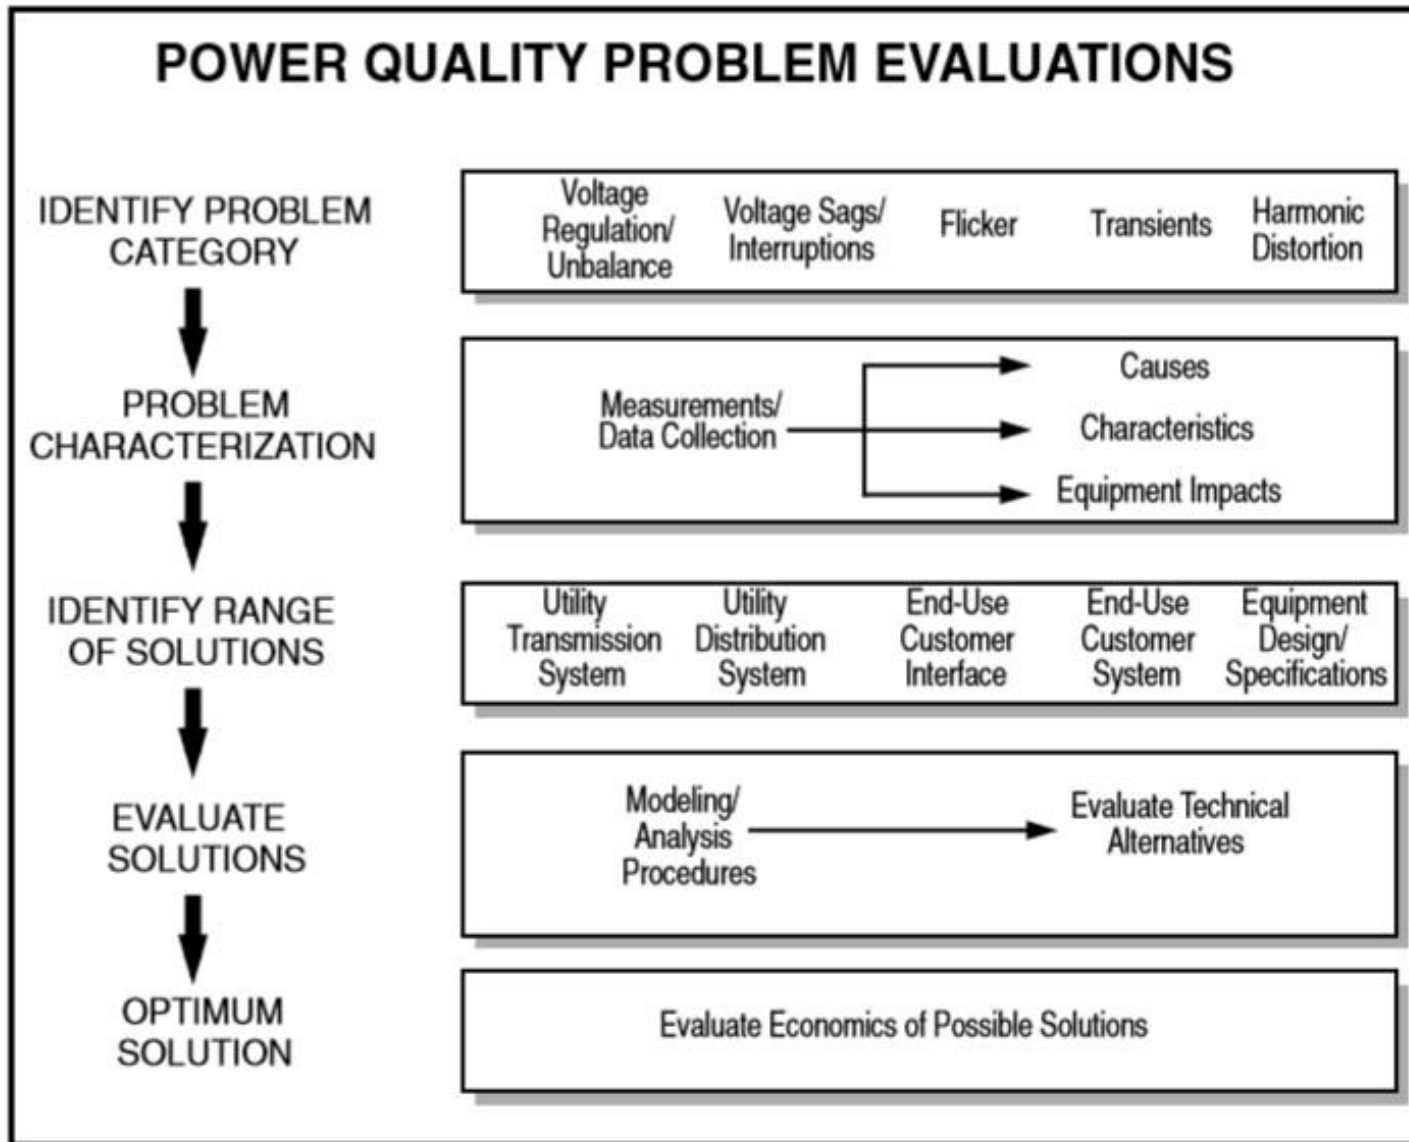 POWER QUALITY PROBLEM EVALUATIONS
IDENTIFY PROBLEM
CATEGORY
Voltage
Regulation/
Unbalance
Voltage Sags/
Interruptions
Flicker
Transients
Harmonic
Distortion
PROBLEM
CHARACTERIZATION
Measurements/
Data Collection
Causes
Characteristics
Equipment Impacts
IDENTIFY RANGE
OF SOLUTIONS
Utility
Transmission
System
Utility
Distribution
System
End-Use
Customer
Interface
End-Use
Customer
System
Equipment
Design/
Specifications
EVALUATE
SOLUTIONS
Modeling/
Analysis
Procedures
Evaluate Technical
Alternatives
OPTIMUM
SOLUTION
Evaluate Economics of Possible Solutions